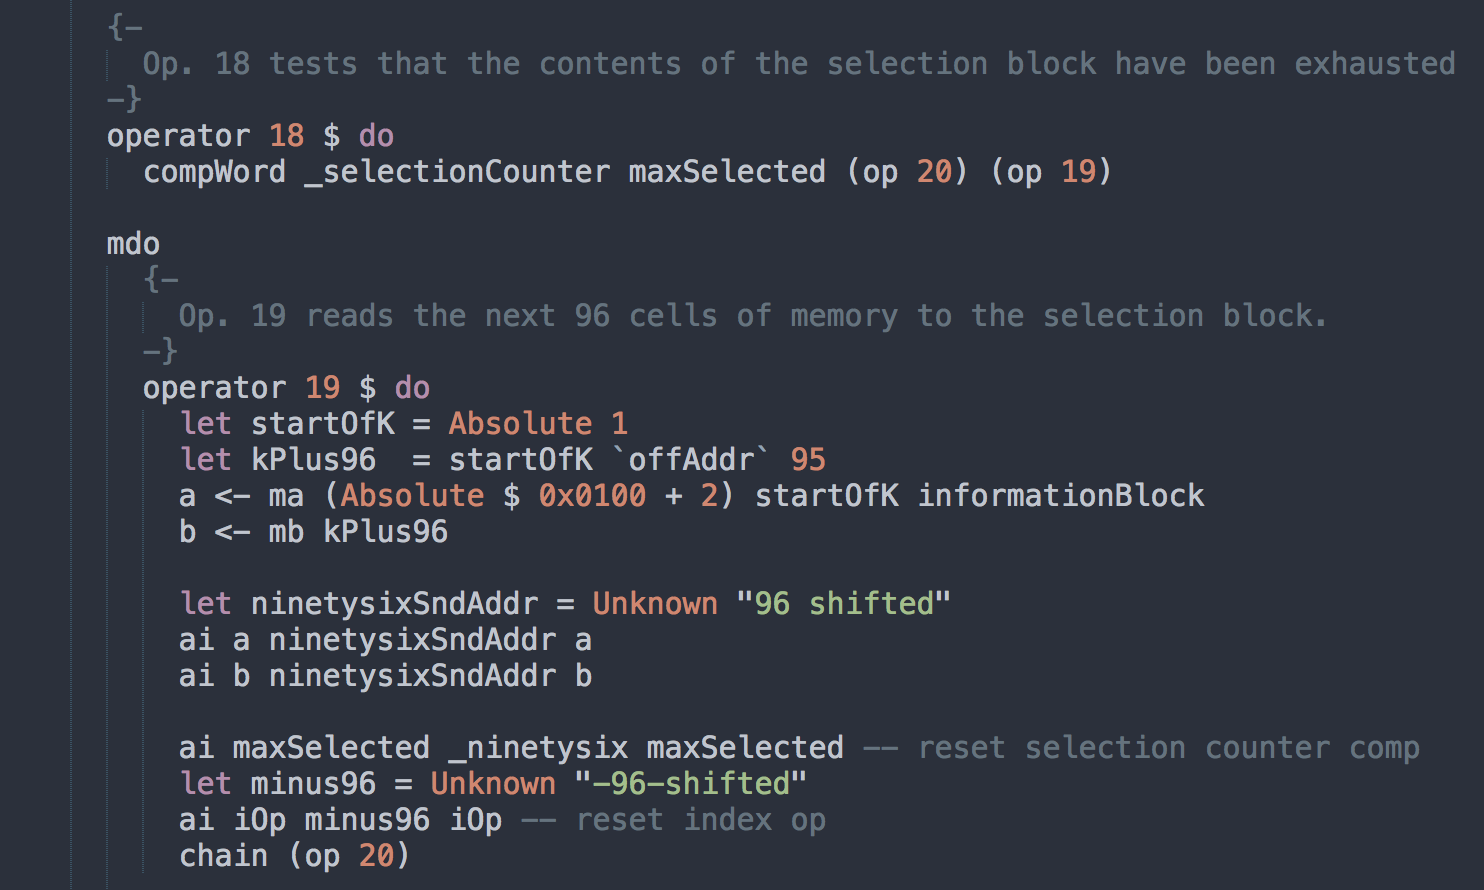 {-
  Op. 18 tests that the contents of the selection block have been exhausted
-}
operator 18 $ do
  compWord _selectionCounter maxSelected (op 20) (op 19)

mdo
  {-
    Op. 19 reads the next 96 cells of memory to the selection block.
  -}
  operator 19 $ do
    let startOfK = Absolute 1
    let kPlus96  = startOfK `offAddr` 95
    a <- ma (Absolute $ 0x0100 + 2) startOfK informationBlock
    b <- mb kPlus96

    let ninetysixSndAddr = Unknown "96 shifted"
    ai a ninetysixSndAddr a
    ai b ninetysixSndAddr b

    ai maxSelected _ninetysix maxSelected -- reset selection counter comp
    let minus96 = Unknown "-96-shifted"
    ai iOp minus96 iOp -- reset index op
    chain (op 20)